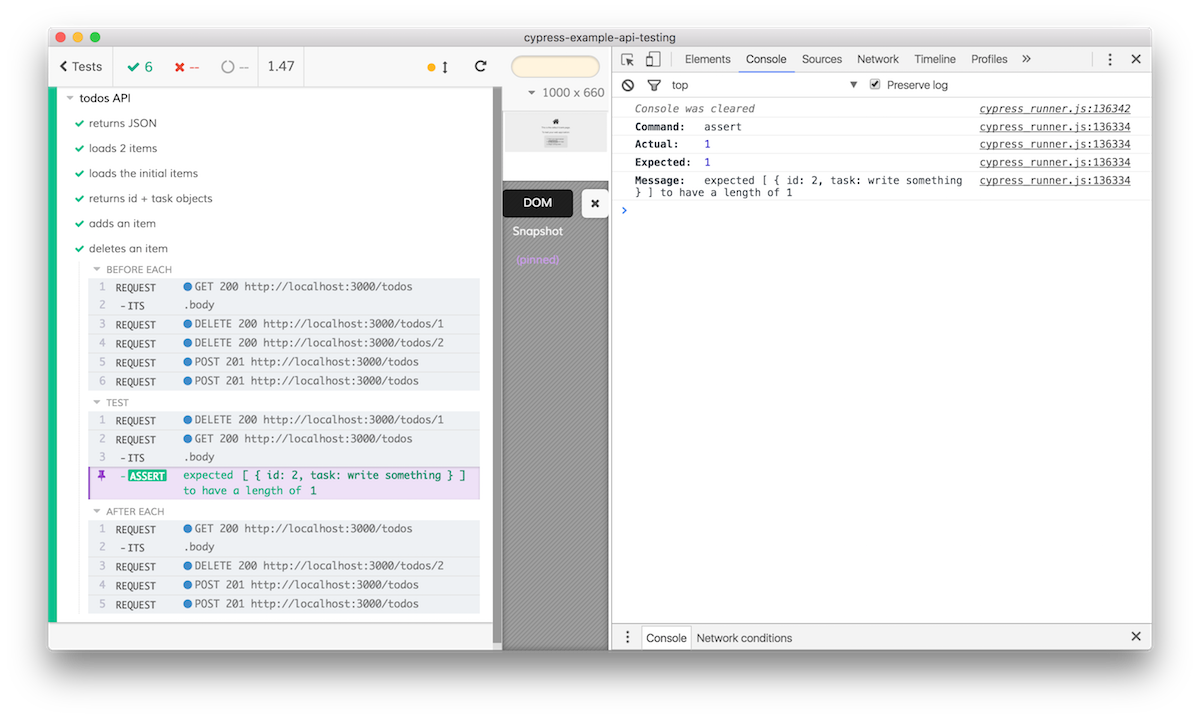 cypress-example-api-testing
Tests 6 -- -- 1.47
1000 x 660
todos API
returns JSON
loads 2 items
loads the initial items
returns id + task objects
adds an item
deletes an item
BEFORE EACH
1 REQUEST GET 200 http://localhost:3000/todos
2 - ITS .body
3 REQUEST DELETE 200 http://localhost:3000/todos/1
4 REQUEST DELETE 200 http://localhost:3000/todos/2
5 REQUEST POST 201 http://localhost:3000/todos
6 REQUEST POST 201 http://localhost:3000/todos
TEST
1 REQUEST DELETE 200 http://localhost:3000/todos/1
2 REQUEST GET 200 http://localhost:3000/todos
3 - ITS .body
- ASSERT expected [ { id: 2, task: write something } ]
to have a length of 1
AFTER EACH
1 REQUEST GET 200 http://localhost:3000/todos
2 - ITS .body
3 REQUEST DELETE 200 http://localhost:3000/todos/2
4 REQUEST POST 201 http://localhost:3000/todos
5 REQUEST POST 201 http://localhost:3000/todos
DOM
Snapshot
(pinned)
Elements Console Sources Network Timeline Profiles »
top Preserve log
Console was cleared cypress_runner.js:136342
Command: assert cypress_runner.js:136334
Actual: 1 cypress_runner.js:136334
Expected: 1 cypress_runner.js:136334
Message: expected [ { id: 2, task: write something cypress_runner.js:136334
} ] to have a length of 1
Console Network conditions